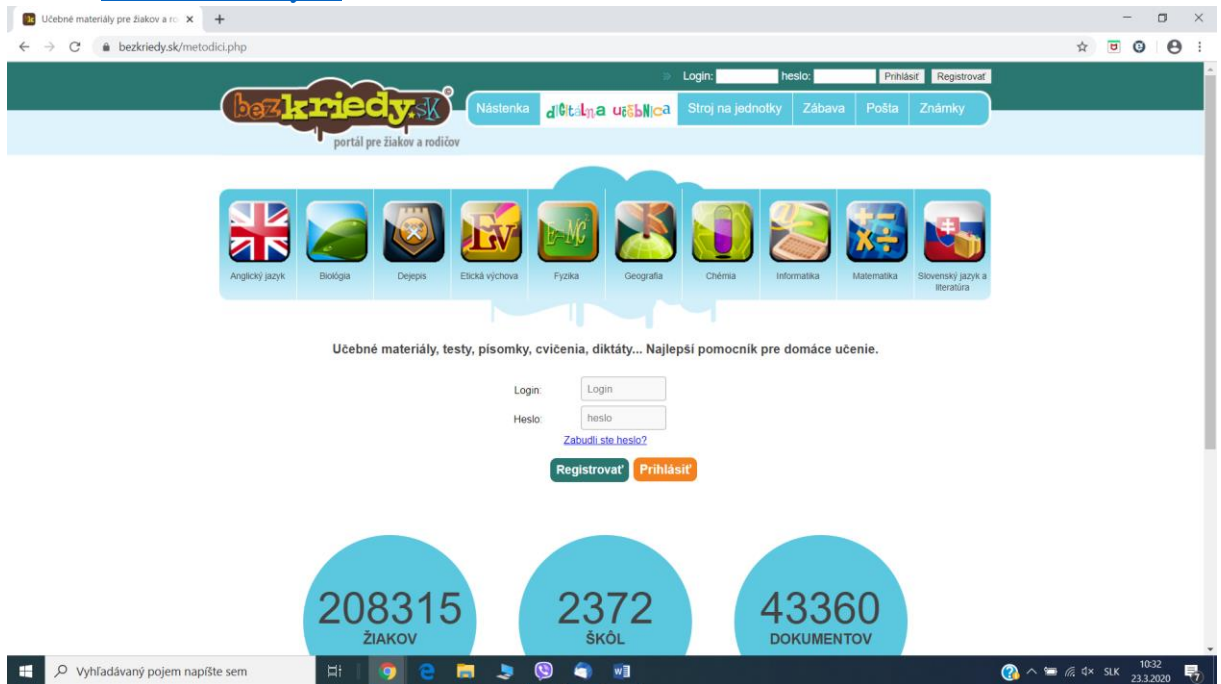 Učebné materiály pre žiakov a ro
bezkriedy.sk/metodici.php
Login: heslo: Prihlásiť Registrovať
bezkriedy.sk
portál pre žiakov a rodičov
Nástenka digitálna učebnica Stroj na jednotky Zábava Pošta Známky
Ev
E=MC²
Anglický jazyk Biológia Dejepis Etická výchova Fyzika Geografia Chémia Informatika Matematika Slovenský jazyk a
literatúra
Učebné materiály, testy, písomky, cvičenia, diktáty... Najlepší pomocník pre domáce učenie.
Login: Login
Heslo: heslo
Zabudli ste heslo?
Registrovať Prihlásiť
208315 2372 43360
ŽIAKOV ŠKÔL DOKUMENTOV
Vyhľadávaný pojem napíšte sem
SLK
10:32
23.3.2020